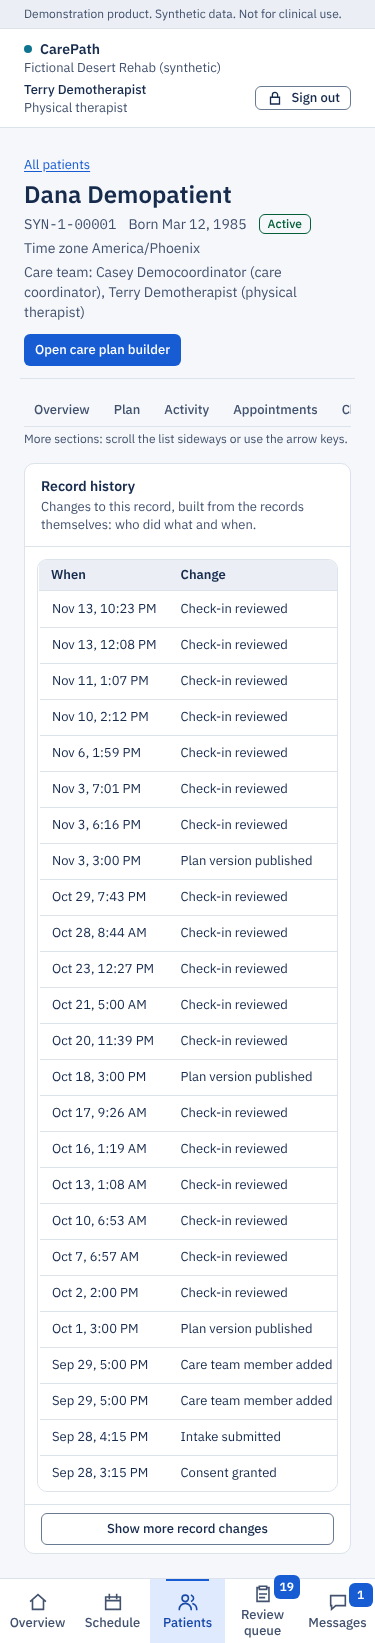 Demonstration product. Synthetic data. Not for clinical use.
CarePath
Fictional Desert Rehab (synthetic)
Terry Demotherapist
Physical therapist
Sign out
All patients
Dana Demopatient
SYN-1-00001 Born Mar 12, 1985 Active
Time zone America/Phoenix
Care team: Casey Democoordinator (care
coordinator), Terry Demotherapist (physical
therapist)
Open care plan builder
Overview Plan Activity Appointments
More sections: scroll the list sideways or use the arrow keys.
Record history
Changes to this record, built from the records
themselves: who did what and when.
When Change
Nov 13, 10:23 PM Check-in reviewed
Nov 13, 12:08 PM Check-in reviewed
Nov 11, 1:07 PM Check-in reviewed
Nov 10, 2:12 PM Check-in reviewed
Nov 6, 1:59 PM Check-in reviewed
Nov 3, 7:01 PM Check-in reviewed
Nov 3, 6:16 PM Check-in reviewed
Nov 3, 3:00 PM Plan version published
Oct 29, 7:43 PM Check-in reviewed
Oct 28, 8:44 AM Check-in reviewed
Oct 23, 12:27 PM Check-in reviewed
Oct 21, 5:00 AM Check-in reviewed
Oct 20, 11:39 PM Check-in reviewed
Oct 18, 3:00 PM Plan version published
Oct 17, 9:26 AM Check-in reviewed
Oct 16, 1:19 AM Check-in reviewed
Oct 13, 1:08 AM Check-in reviewed
Oct 10, 6:53 AM Check-in reviewed
Oct 7, 6:57 AM Check-in reviewed
Oct 2, 2:00 PM Check-in reviewed
Oct 1, 3:00 PM Plan version published
Sep 29, 5:00 PM Care team member added
Sep 29, 5:00 PM Care team member added
Sep 28, 4:15 PM Intake submitted
Sep 28, 3:15 PM Consent granted
Show more record changes
19
1
Overview Schedule Patients Review queue Messages